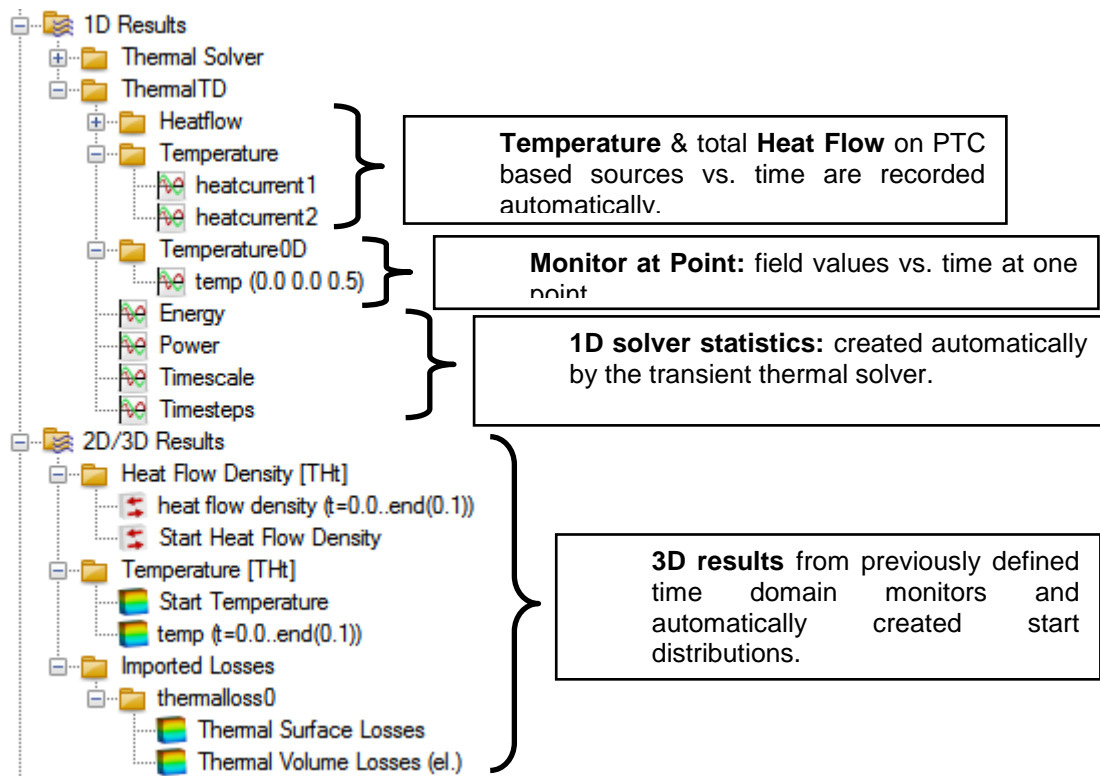 1D Results
Thermal Solver
ThermalTD
Heatflow
Temperature
heatcurrent1
heatcurrent2
Temperature0D
temp (0.0 0.0 0.5)
Energy
Power
Timescale
Timesteps
2D/3D Results
Heat Flow Density [THt]
heat flow density (t=0.0..end(0.1))
Start Heat Flow Density
Temperature [THt]
Start Temperature
temp (t=0.0..end(0.1))
Imported Losses
thermalloss0
Thermal Surface Losses
Thermal Volume Losses (el.)
Temperature & total Heat Flow on PTC
based sources vs. time are recorded
automatically.
Monitor at Point: field values vs. time at one
point
1D solver statistics: created automatically
by the transient thermal solver.
3D results from previously defined
time domain monitors and
automatically created start
distributions.